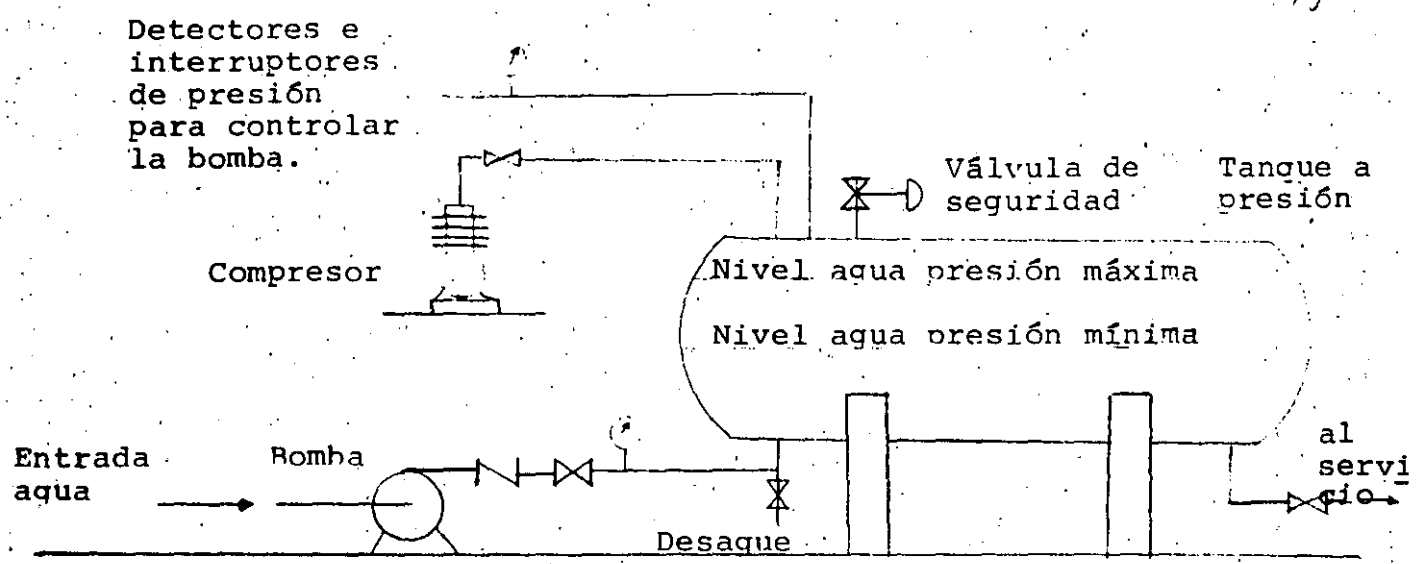 Detectores e
interruptores
de presión
para controlar
la bomba.
Válvula de
seguridad
Tanque a
presión
Compresor
Nivel agua presión máxima
Nivel agua presión mínima
Entrada
agua
Bomba
Desague
al
servi
cio